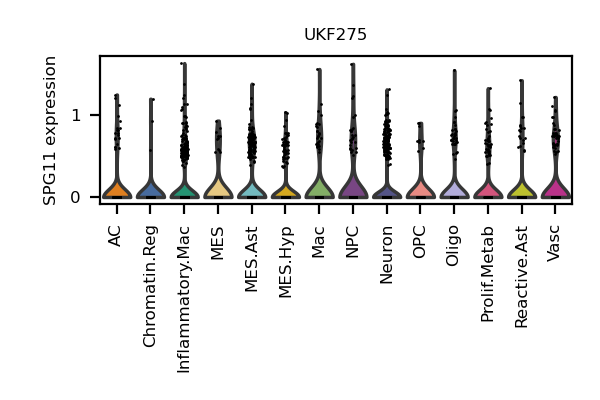 UKF275
SPG11 expression
1
0
AC
Chromatin.Reg
Inflammatory.Mac
MES
MES.Ast
MES.Hyp
Mac
NPC
Neuron
OPC
Oligo
Prolif.Metab
Reactive.Ast
Vasc